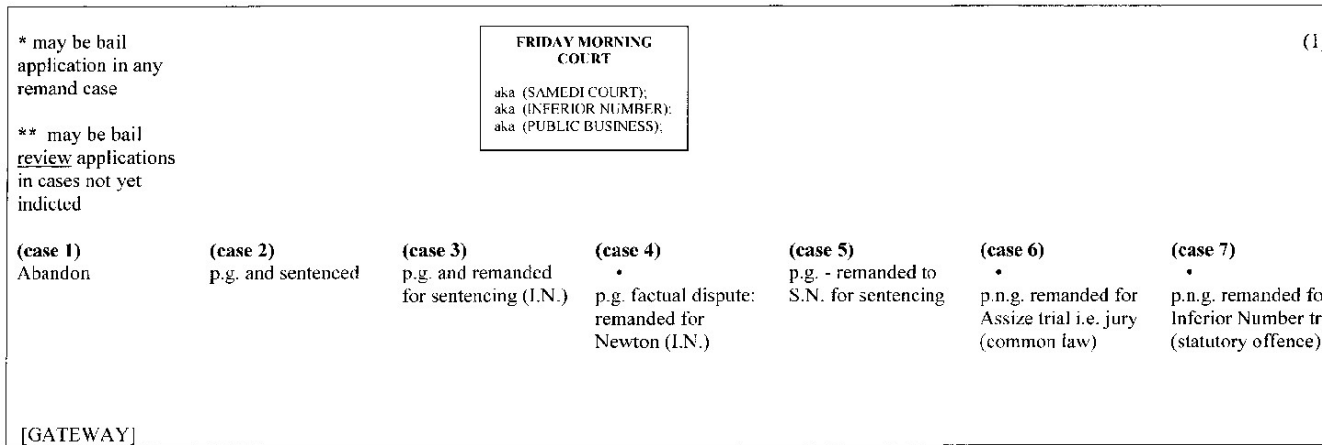 * may be bail
application in any
remand case
** may be bail
review applications
in cases not yet
indicted
FRIDAY MORNING
COURT
aka (SAMEDI COURT);
aka (INFERIOR NUMBER);
aka (PUBLIC BUSINESS);
(1
(case 1)
Abandon
(case 2)
p.g. and sentenced
(case 3)
p.g. and remanded
for sentencing (I.N.)
(case 4)
•
p.g. factual dispute:
remanded for
Newton (I.N.)
(case 5)
p.g. - remanded to
S.N. for sentencing
(case 6)
•
p.n.g. remanded for
Assize trial i.e. jury
(common law)
(case 7)
•
p.n.g. remanded fo
Inferior Number tr
(statutory offence)
[GATEWAY]